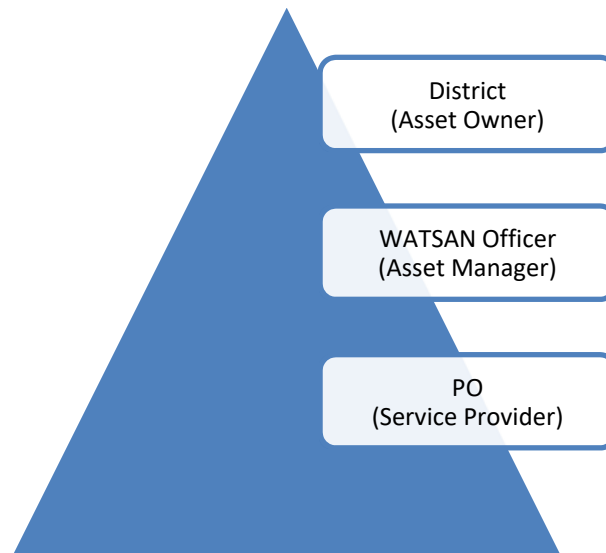 District
(Asset Owner)
WATSAN Officer
(Asset Manager)
PO
(Service Provider)